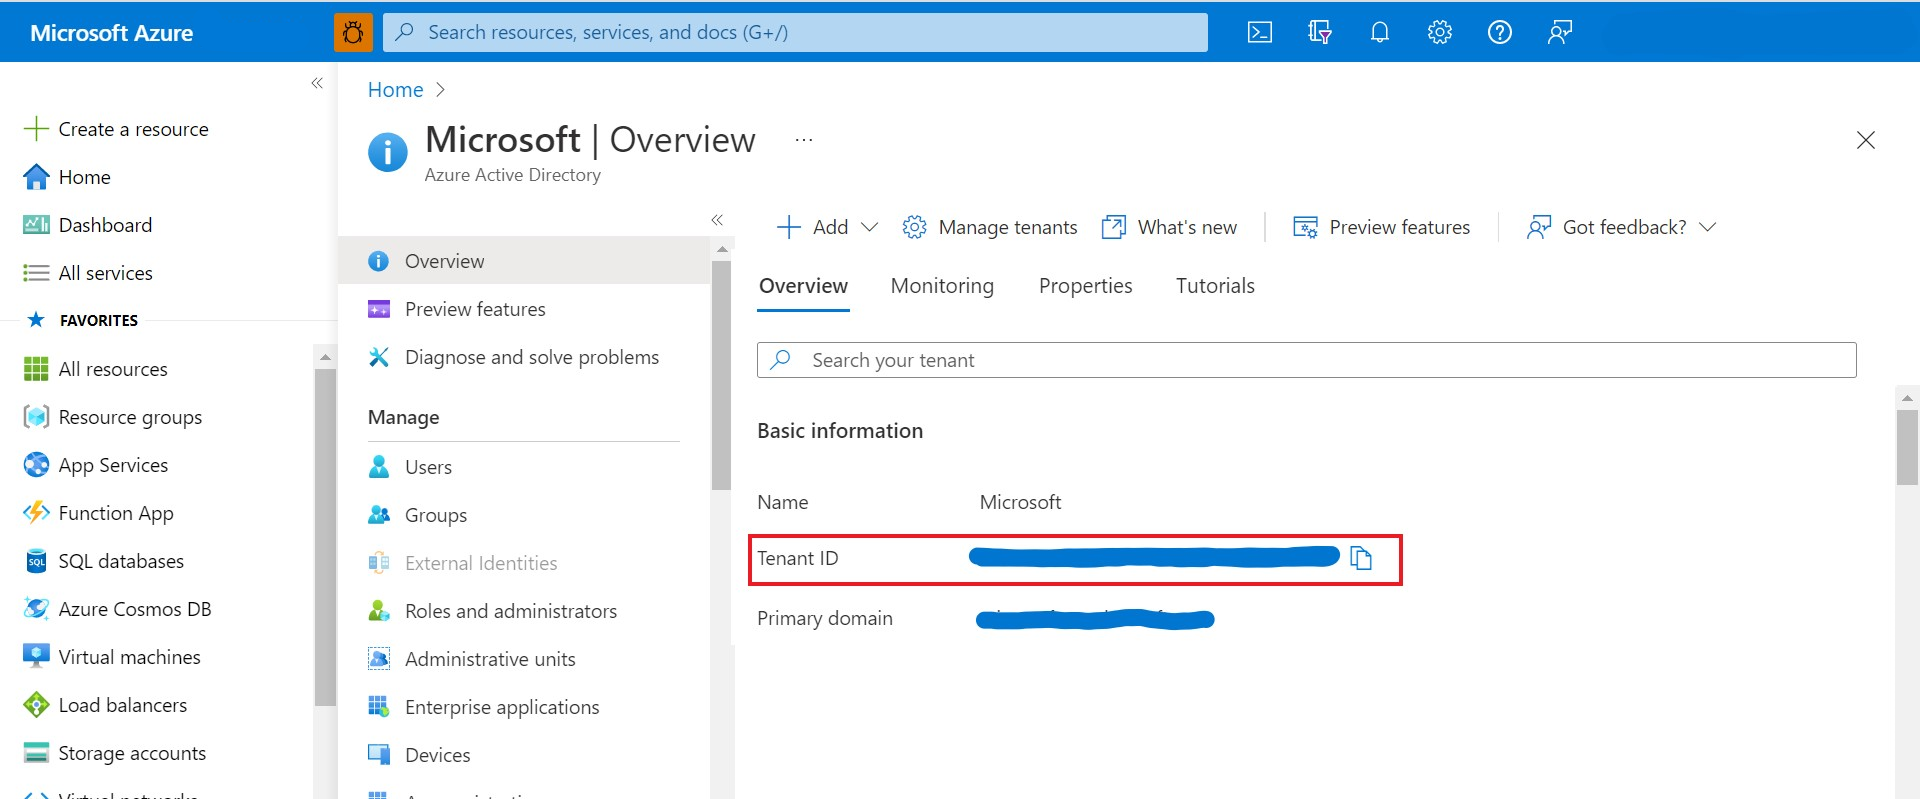 Microsoft Azure
Search resources, services, and docs (G+/)
Create a resource
Home
Dashboard
All services
FAVORITES
All resources
Resource groups
App Services
Function App
SQL databases
Azure Cosmos DB
Virtual machines
Load balancers
Storage accounts
Home
Microsoft | Overview ...
Azure Active Directory
Overview
Preview features
Diagnose and solve problems
Manage
Users
Groups
External Identities
Roles and administrators
Administrative units
Enterprise applications
Devices
Add Manage tenants What's new Preview features Got feedback?
Overview Monitoring Properties Tutorials
Search your tenant
Basic information
Name Microsoft
Tenant ID
Primary domain